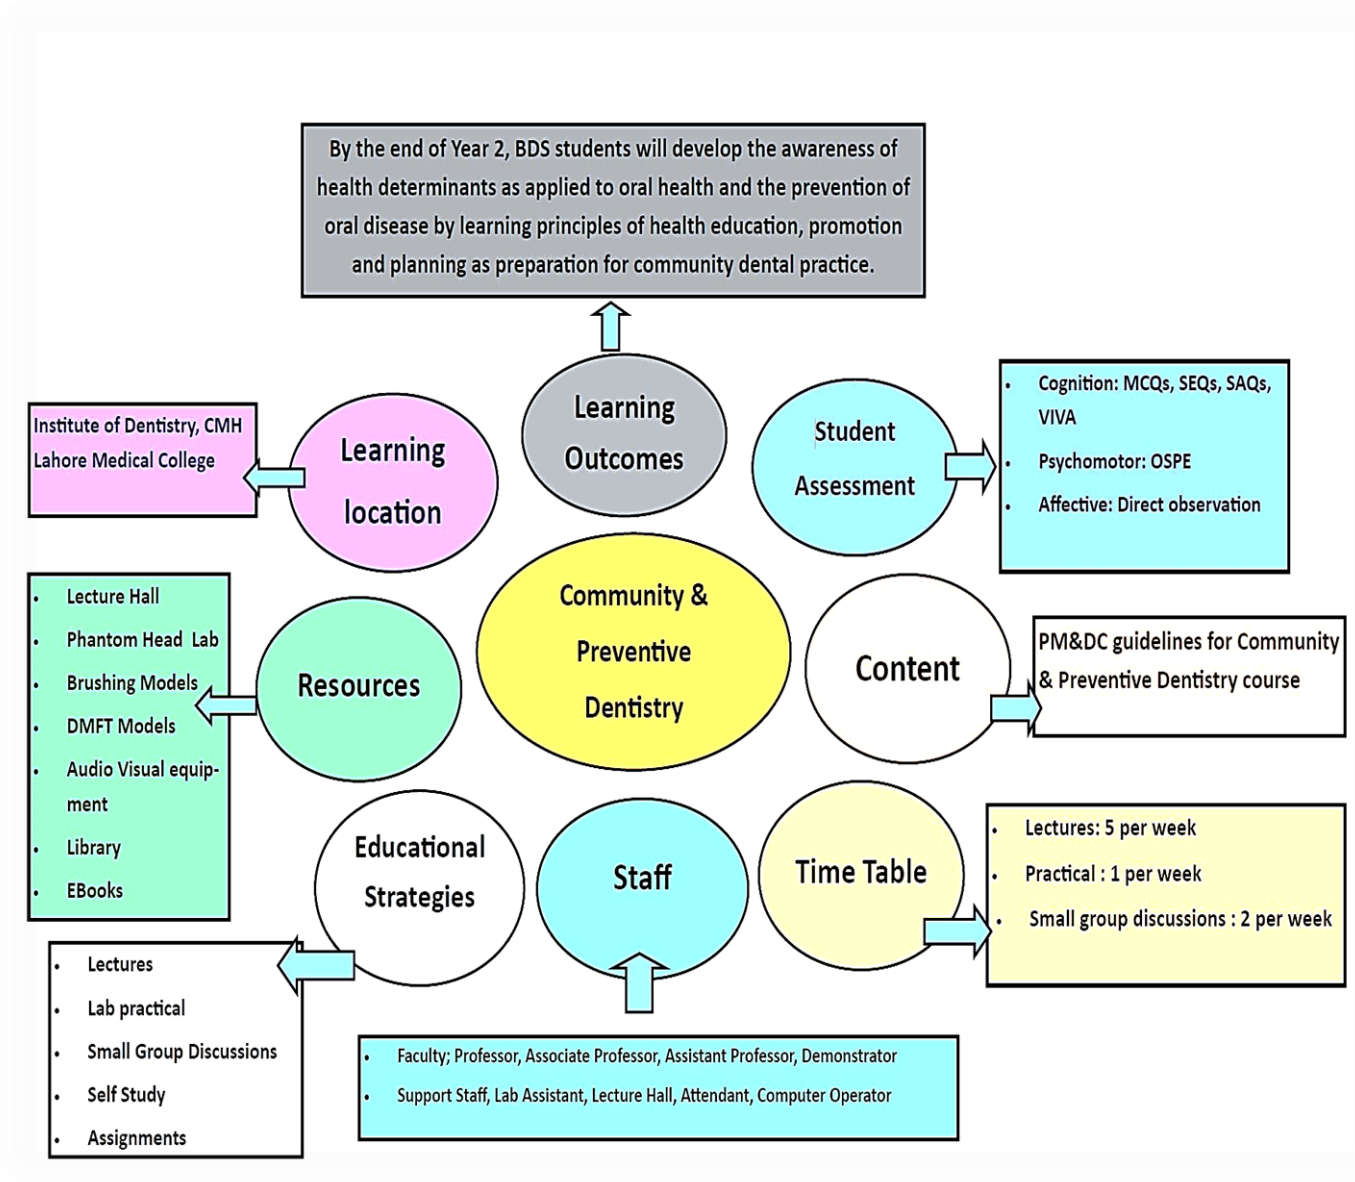 By the end of Year 2, BDS students will develop the awareness of
health determinants as applied to oral health and the prevention of
oral disease by learning principles of health education, promotion
and planning as preparation for community dental practice.
Learning
Outcomes
Student
Assessment
• Cognition: MCQs, SEQs, SAQs,
VIVA
• Psychomotor: OSPE
• Affective: Direct observation
Institute of Dentistry, CMH
Lahore Medical College
Learning
location
Community &
Preventive
Dentistry
Content
PM&DC guidelines for Community
& Preventive Dentistry course
• Lecture Hall
• Phantom Head Lab
• Brushing Models
• DMFT Models
• Audio Visual equip-
ment
• Library
• EBooks
Resources
Educational
Strategies
Staff
Time Table
• Lectures: 5 per week
• Practical : 1 per week
• Small group discussions : 2 per week
• Lectures
• Lab practical
• Small Group Discussions
• Self Study
• Assignments
• Faculty; Professor, Associate Professor, Assistant Professor, Demonstrator
• Support Staff, Lab Assistant, Lecture Hall, Attendant, Computer Operator